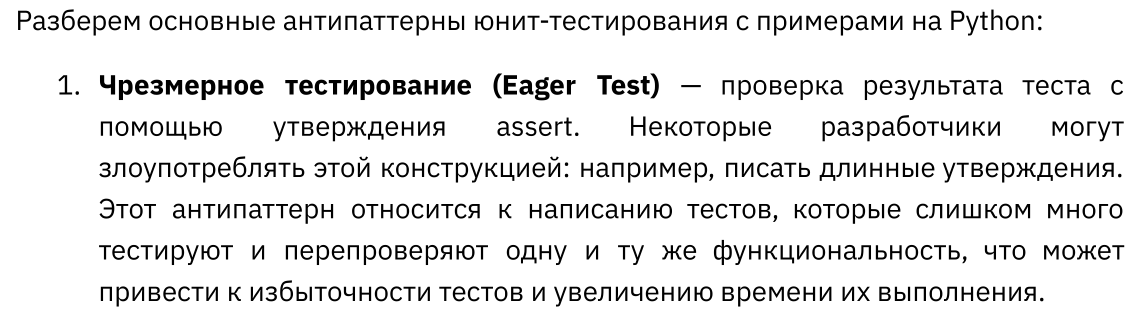 Разберем основные антипаттерны юнит-тестирования с примерами на Python:
1. Чрезмерное тестирование (Eager Test) — проверка результата теста с
помощью утверждения assert. Некоторые разработчики могут
злоупотреблять этой конструкцией: например, писать длинные утверждения.
Этот антипаттерн относится к написанию тестов, которые слишком много
тестируют и перепроверяют одну и ту же функциональность, что может
привести к избыточности тестов и увеличению времени их выполнения.